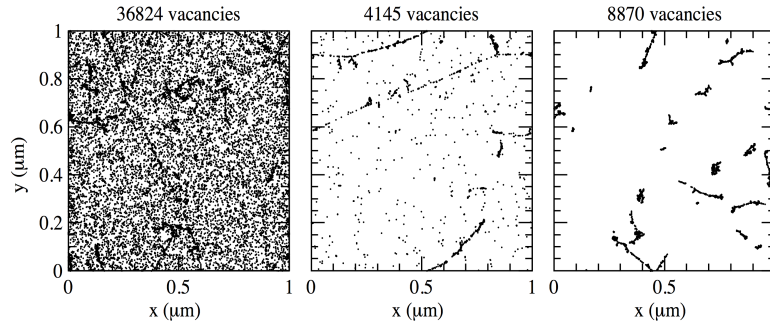 36824 vacancies 4145 vacancies 8870 vacancies
1
0.8
0.6
0.4
0.2
0
y (μm)
0 0.5 1 0.5 1 0 0.5
x (μm) x (μm) x (μm)